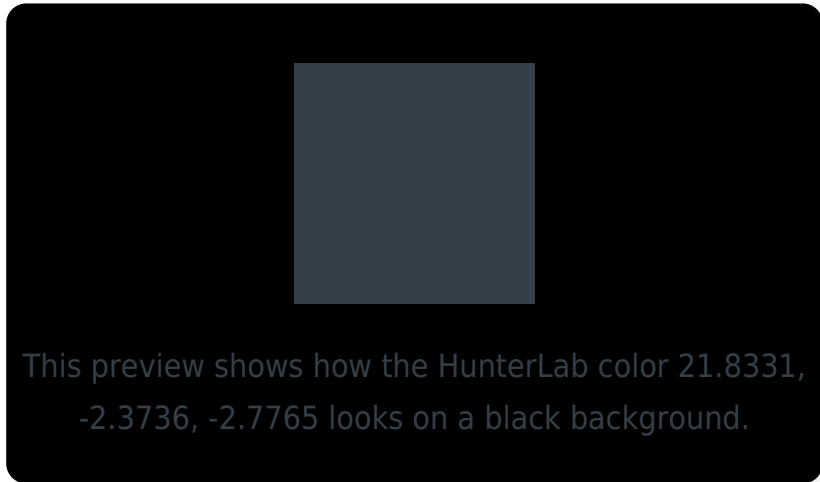 This preview shows how the HunterLab color 21.8331,
-2.3736, -2.7765 looks on a black background.